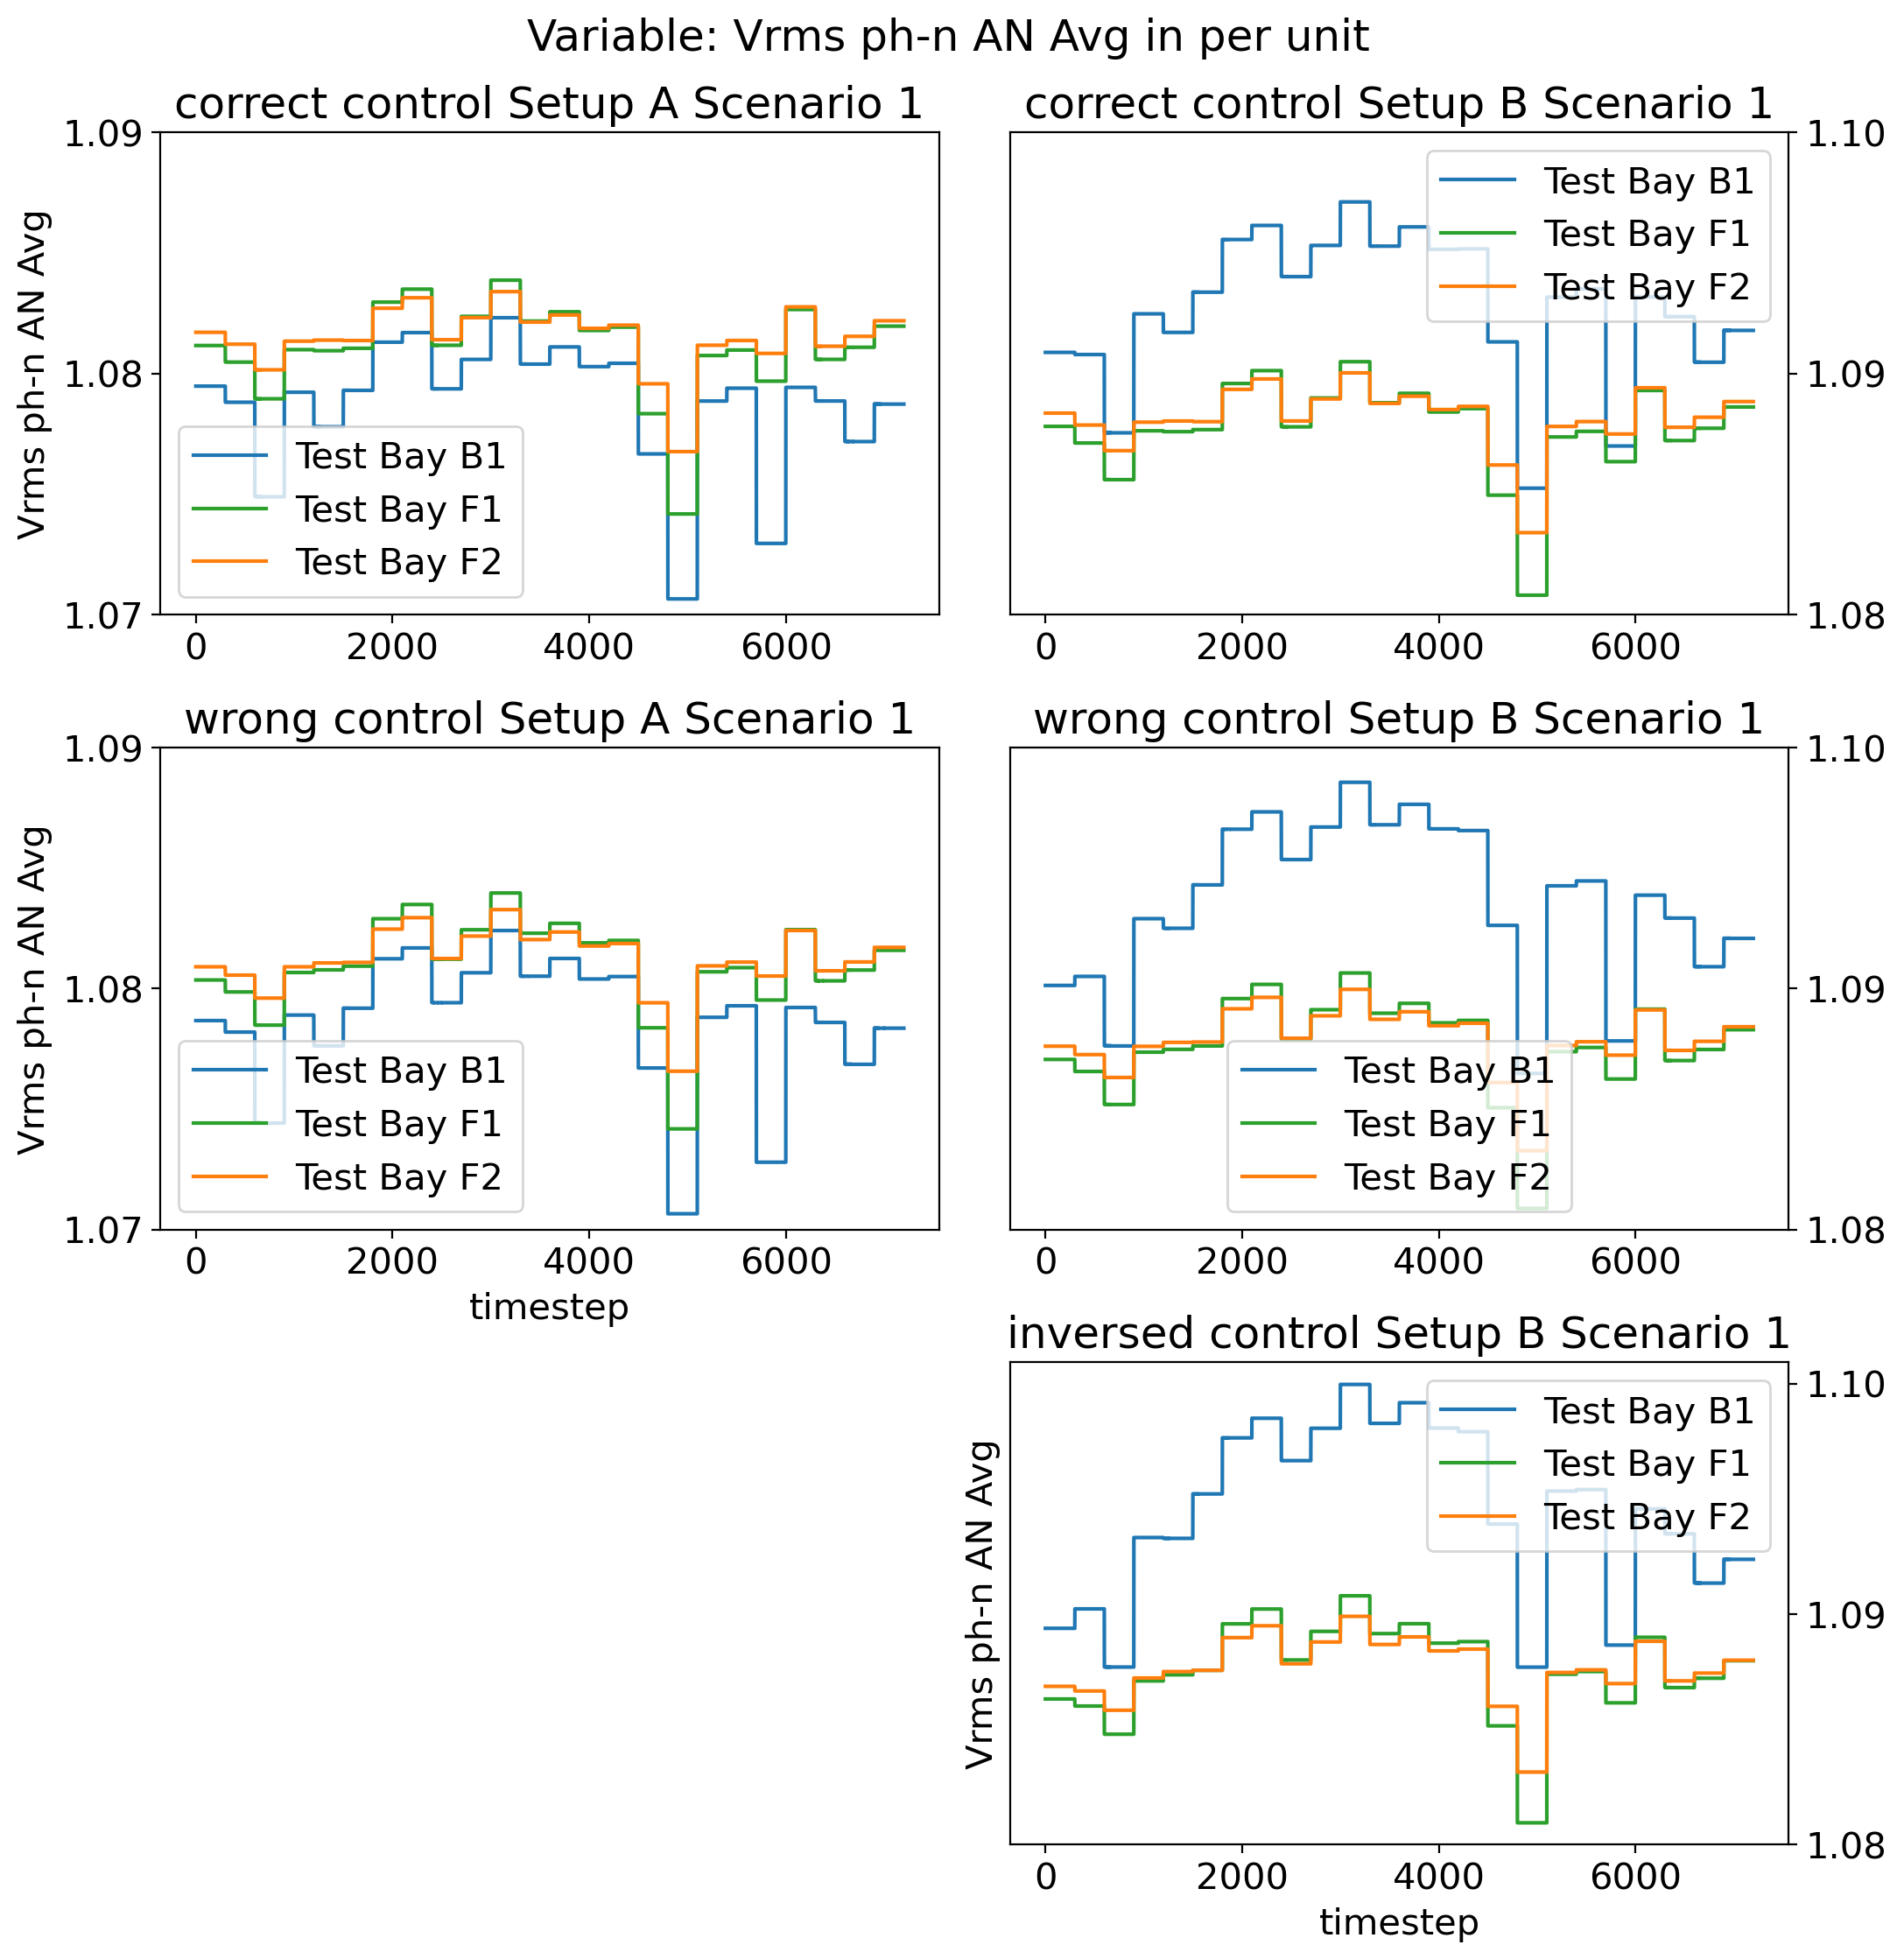 Variable: Vrms ph-n AN Avg in per unit
correct control Setup A Scenario 1
1.09
1.08
1.07
Vrms ph-n AN Avg
Test Bay B1
Test Bay F1
Test Bay F2
0 2000 4000 6000
correct control Setup B Scenario 1
Test Bay B1
Test Bay F1
Test Bay F2
1.10
1.09
1.08
0 2000 4000 6000
wrong control Setup A Scenario 1
1.09
1.08
1.07
Vrms ph-n AN Avg
Test Bay B1
Test Bay F1
Test Bay F2
0 2000 4000 6000
timestep
wrong control Setup B Scenario 1
Test Bay B1
Test Bay F1
Test Bay F2
1.10
1.09
1.08
0 2000 4000 6000
inversed control Setup B Scenario 1
Vrms ph-n AN Avg
Test Bay B1
Test Bay F1
Test Bay F2
1.10
1.09
1.08
0 2000 4000 6000
timestep